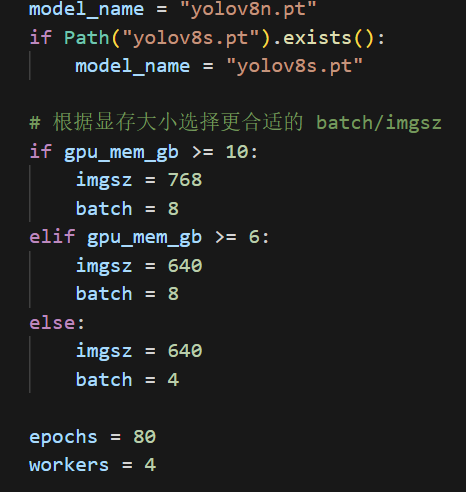 model_name = "yolov8n.pt"
if Path("yolov8s.pt").exists():
    model_name = "yolov8s.pt"

# 根据显存大小选择更合适的 batch/imgsz
if gpu_mem_gb >= 10:
    imgsz = 768
    batch = 8
elif gpu_mem_gb >= 6:
    imgsz = 640
    batch = 8
else:
    imgsz = 640
    batch = 4

epochs = 80
workers = 4